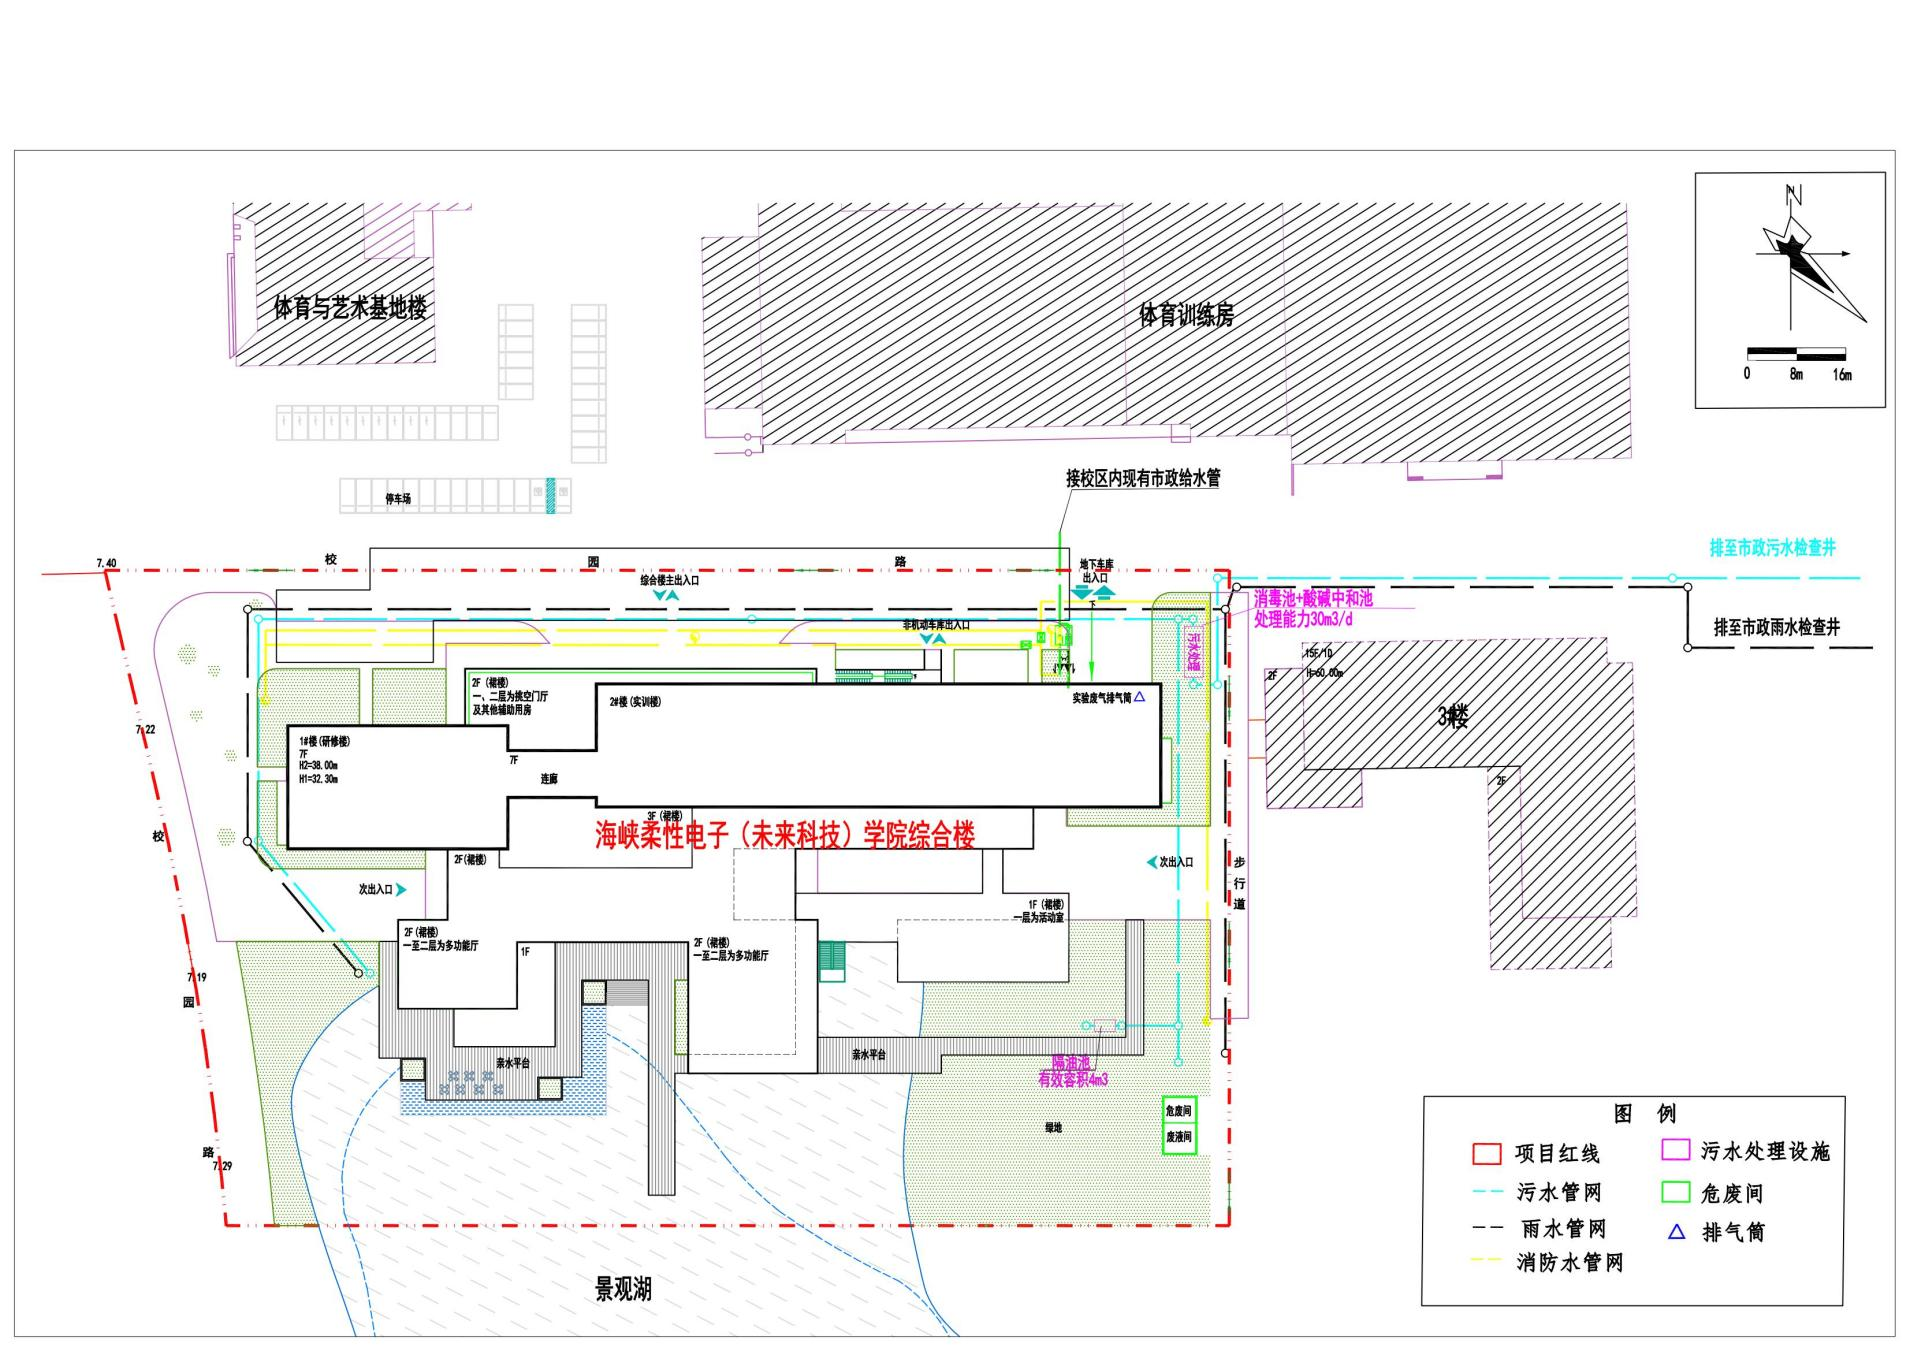 N
0 8m 16m
体育与艺术基地楼
体育训练房
停车场
接校区内现有市政给水管
排至市政污水检查井
排至市政雨水检查井
7.40
校 园 路
综合楼主出入口
地下车库
出入口
非机动车库出入口
消毒池+酸碱中和池
处理能力30m3/d
污水处理
15F/1D
H=60.00m
2F
3#楼
2F
2F(裙楼)
一、二层为挑空门厅
及其他辅助用房
2#楼(实训楼)
实验废气排气筒
7.22
1#楼(研修楼)
7F
H2=38.00m
H1=32.30m
7F
连廊
3F(裙楼)
海峡柔性电子（未来科技）学院综合楼
2F(裙楼)
次出入口
次出入口
校
园
路
步
行
道
1F(裙楼)
一层为活动室
2F(裙楼)
一至二层为多功能厅
1F
2F(裙楼)
一至二层为多功能厅
7.19
亲水平台
亲水平台
隔油池
有效容积4m3
危废间
废液间
绿地
7.29
景观湖
图 例
项目红线
污水处理设施
污水管网
危废间
雨水管网
排气筒
消防水管网